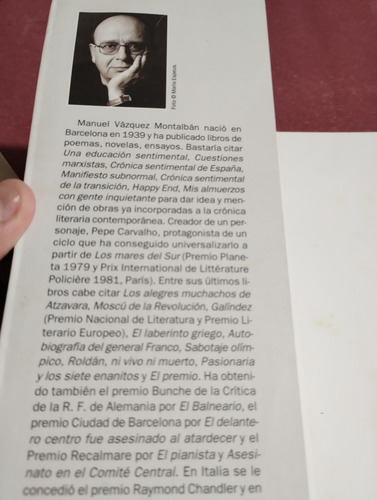 Foto © María Espeus
Manuel Vázquez Montalbán nació en
Barcelona en 1939 y ha publicado libros de
poemas, novelas, ensayos. Bastaría citar
Una educación sentimental, Cuestiones
marxistas, Crónica sentimental de España,
Manifiesto subnormal, Crónica sentimental
de la transición, Happy End, Mis almuerzos
con gente inquietante para dar idea y men-
ción de obras ya incorporadas a la crónica
literaria contemporánea. Creador de un per-
sonaje, Pepe Carvalho, protagonista de un
ciclo que ha conseguido universalizarlo a
partir de Los mares del Sur (Premio Plane-
ta 1979 y Prix International de Littérature
Policière 1981, París). Entre sus últimos li-
bros cabe citar Los alegres muchachos de
Atzavara, Moscú de la Revolución, Galíndez
(Premio Nacional de Literatura y Premio Li-
terario Europeo), El laberinto griego, Auto-
biografía del general Franco, Sabotaje olím-
pico, Roldán, ni vivo ni muerto, Pasionaria
y los siete enanitos y El premio. Ha obteni-
do también el premio Bunche de la Crítica
de la R. F. de Alemania por El Balneario, el
premio Ciudad de Barcelona por El delante-
ro centro fue asesinado al atardecer y el
Premio Recalmare por El pianista y Asesi-
nato en el Comité Central. En Italia se le
concedió el premio Raymond Chandler y en